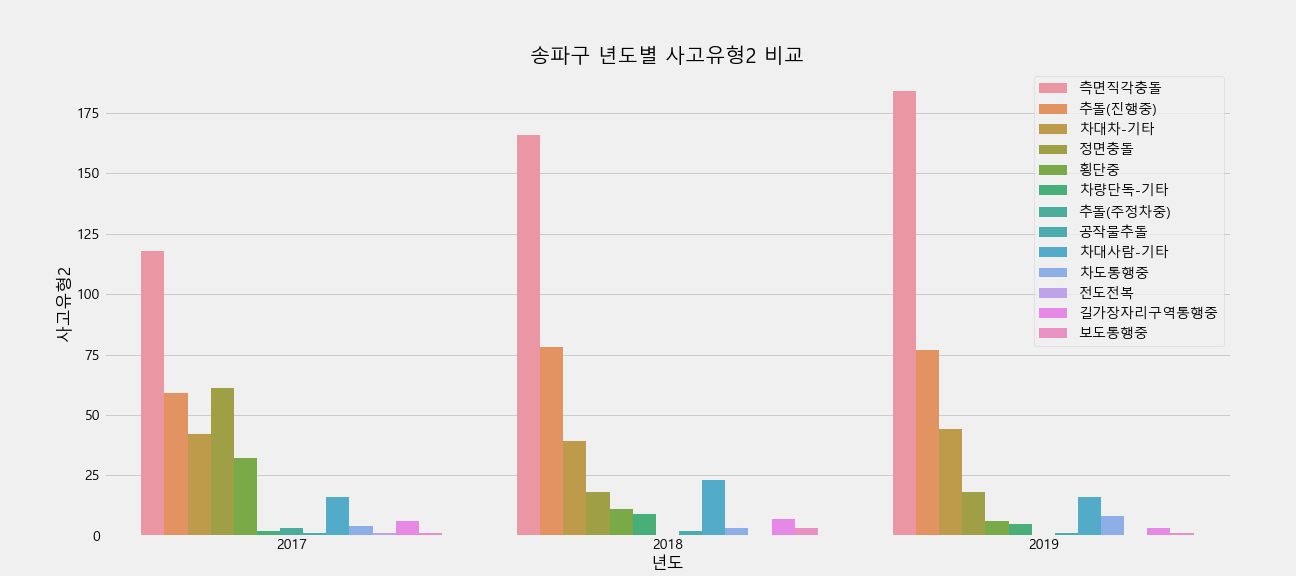 송파구 년도별 사고유형2 비교
측면직각충돌
추돌(진행중)
차대차-기타
정면충돌
횡단중
차량단독-기타
추돌(주정차중)
공작물추돌
차대사람-기타
차도통행중
전도전복
길가장자리구역통행중
보도통행중
사고유형2
175
150
125
100
75
50
25
0
2017
2018
2019
년도